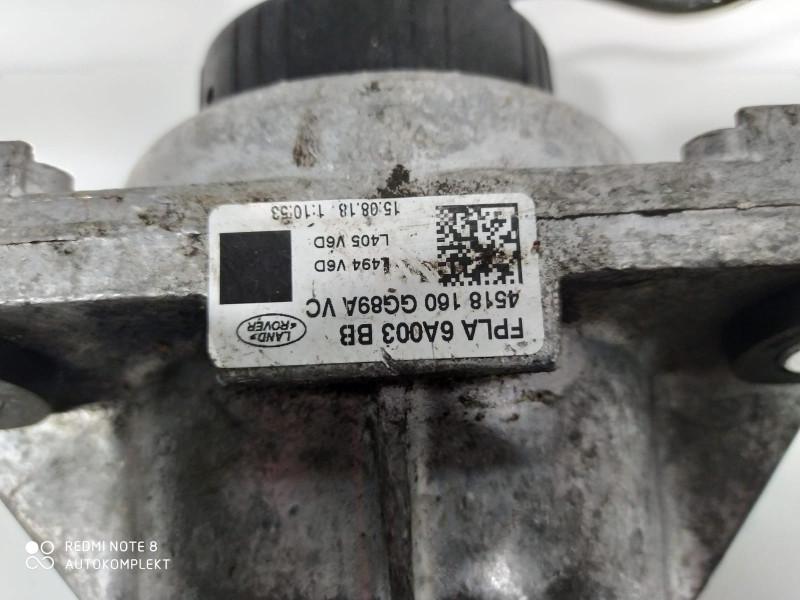 FPLA 6A003 BB
4518 160 GG89A VC
LAND
ROVER
L494 V6D
L405 V6D
15.08.18 1:10:53
REDMI NOTE 8
AUTOKOMPLEKT